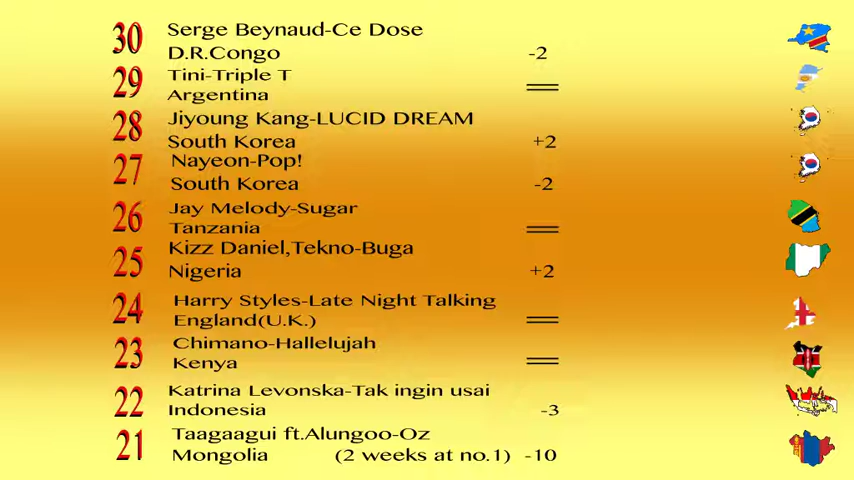 30 Serge Beynaud-Ce Dose
D.R.Congo -2
29 Tini-Triple T
Argentina =
28 Jiyoung Kang-LUCID DREAM
South Korea +2
27 Nayeon-Pop!
South Korea -2
26 Jay Melody-Sugar
Tanzania =
25 Kizz Daniel,Tekno-Buga
Nigeria +2
24 Harry Styles-Late Night Talking
England(U.K.) =
23 Chimano-Hallelujah
Kenya =
22 Katrina Levonska-Tak ingin usai
Indonesia -3
21 Taagaagui ft.Alungoo-Oz
Mongolia (2 weeks at no.1) -10